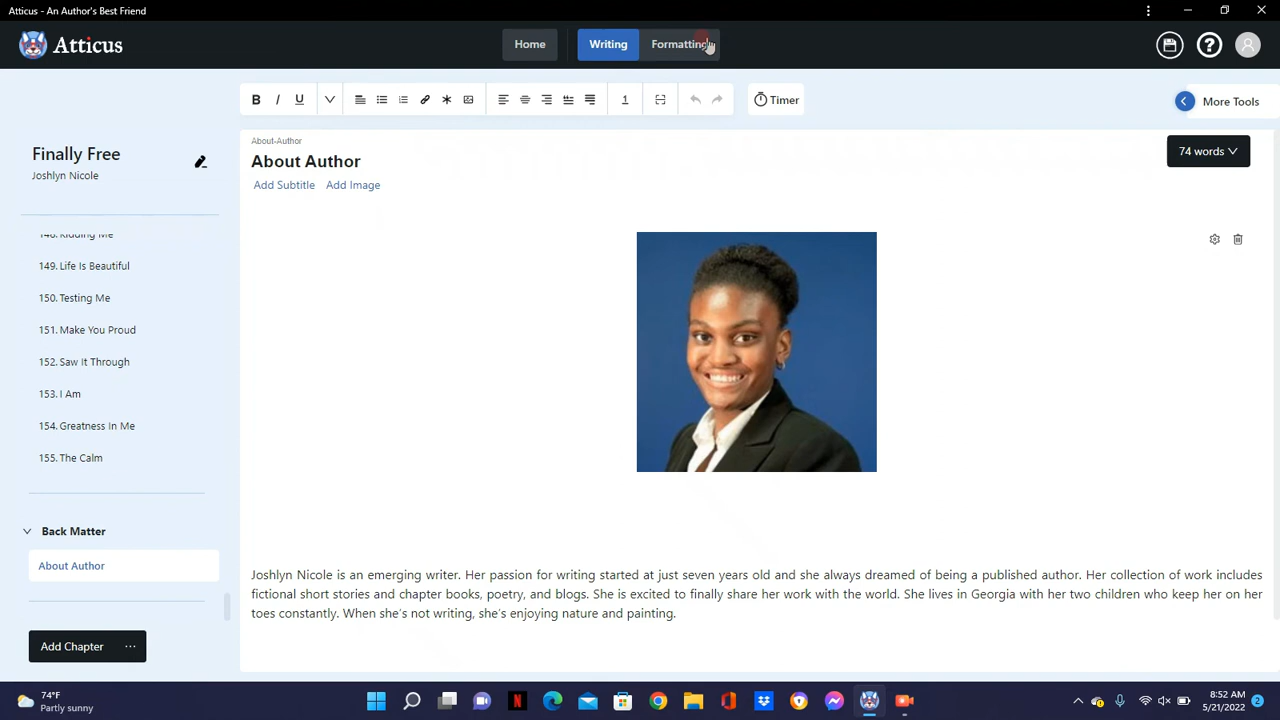 Atticus - An Author's Best Friend
Atticus
Home
Writing
Formatting
B I U
1
Timer
More Tools
Finally Free
Joshlyn Nicole
148. Kidding Me
149. Life Is Beautiful
150. Testing Me
151. Make You Proud
152. Saw It Through
153. I Am
154. Greatness In Me
155. The Calm
Back Matter
About Author
Add Chapter ...
About-Author
About Author
Add Subtitle Add Image
74 words
Joshlyn Nicole is an emerging writer. Her passion for writing started at just seven years old and she always dreamed of being a published author. Her collection of work includes
fictional short stories and chapter books, poetry, and blogs. She is excited to finally share her work with the world. She lives in Georgia with her two children who keep her on her
toes constantly. When she's not writing, she's enjoying nature and painting.
74°F
Partly sunny
8:52 AM
5/21/2022
2